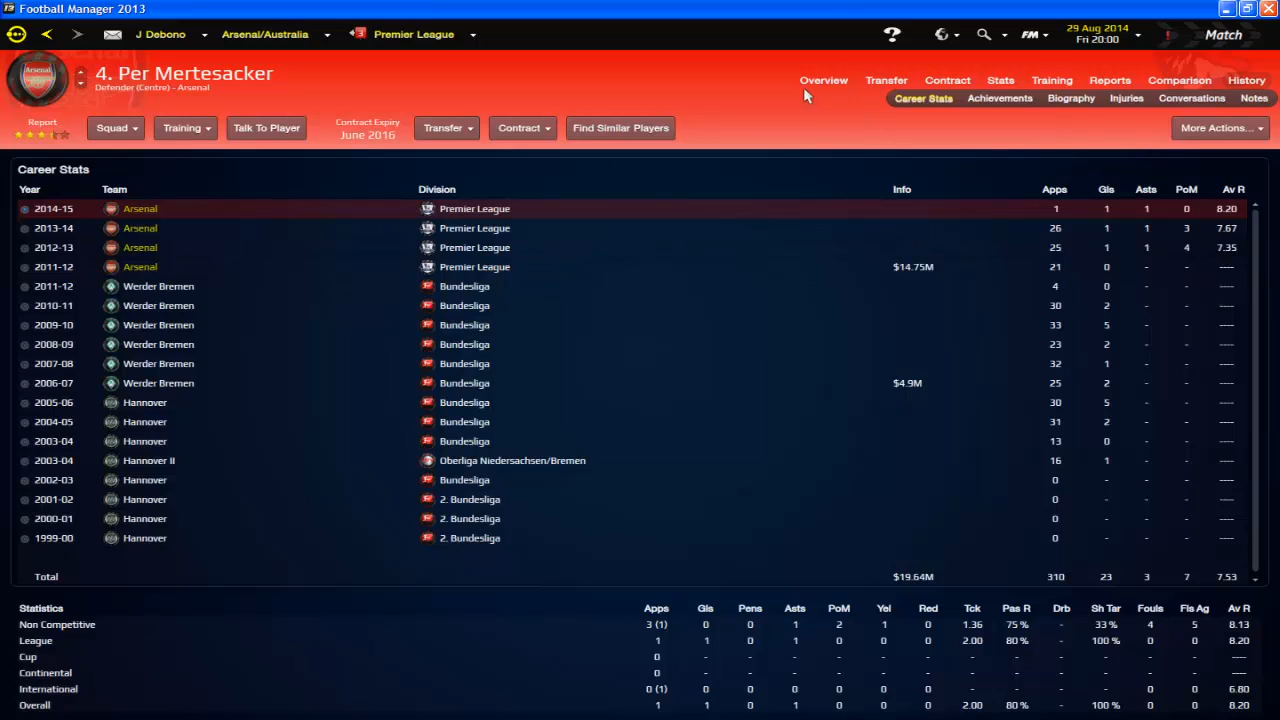 Football Manager 2013
J Debono Arsenal/Australia 3 Premier League ? FM 29 Aug 2014 Fri 20:00 ! Match
4. Per Mertesacker
Defender (Centre) - Arsenal
Overview Transfer Contract Stats Training Reports Comparison History
Career Stats Achievements Biography Injuries Conversations Notes
Report Squad Training Talk To Player Contract Expiry June 2016 Transfer Contract Find Similar Players More Actions...
Career Stats
Year Team Division Info Apps Gls Asts PoM Av R
2014-15 Arsenal Premier League 1 1 1 0 8.20
2013-14 Arsenal Premier League 26 1 1 3 7.67
2012-13 Arsenal Premier League 25 1 1 4 7.35
2011-12 Arsenal Premier League $14.75M 21 0 - - ----
2011-12 Werder Bremen Bundesliga 4 0 - - ----
2010-11 Werder Bremen Bundesliga 30 2 - - ----
2009-10 Werder Bremen Bundesliga 33 5 - - ----
2008-09 Werder Bremen Bundesliga 23 2 - - ----
2007-08 Werder Bremen Bundesliga 32 1 - - ----
2006-07 Werder Bremen Bundesliga $4.9M 25 2 - - ----
2005-06 Hannover Bundesliga 30 5 - - ----
2004-05 Hannover Bundesliga 31 2 - - ----
2003-04 Hannover Bundesliga 13 0 - - ----
2003-04 Hannover II Oberliga Niedersachsen/Bremen 16 1 - - ----
2002-03 Hannover Bundesliga 0 - - - ----
2001-02 Hannover 2. Bundesliga 0 - - - ----
2000-01 Hannover 2. Bundesliga 0 - - - ----
1999-00 Hannover 2. Bundesliga 0 - - - ----
Total $19.64M 310 23 3 7 7.53
Statistics Apps Gls Pens Asts PoM Yel Red Tck Pas R Drb Sh Tar Fouls Fls Ag Av R
Non Competitive 3 (1) 0 0 1 2 1 0 1.36 75 % - 33 % 4 5 8.13
League 1 1 0 1 0 0 0 2.00 80 % - 100 % 0 0 8.20
Cup 0 - - - - - - - - - - - - ----
Continental 0 - - - - - - - - - - - - ----
International 0 (1) 0 0 0 0 0 0 - - - - 0 0 6.80
Overall 1 1 0 1 0 0 0 2.00 80 % - 100 % 0 0 8.20